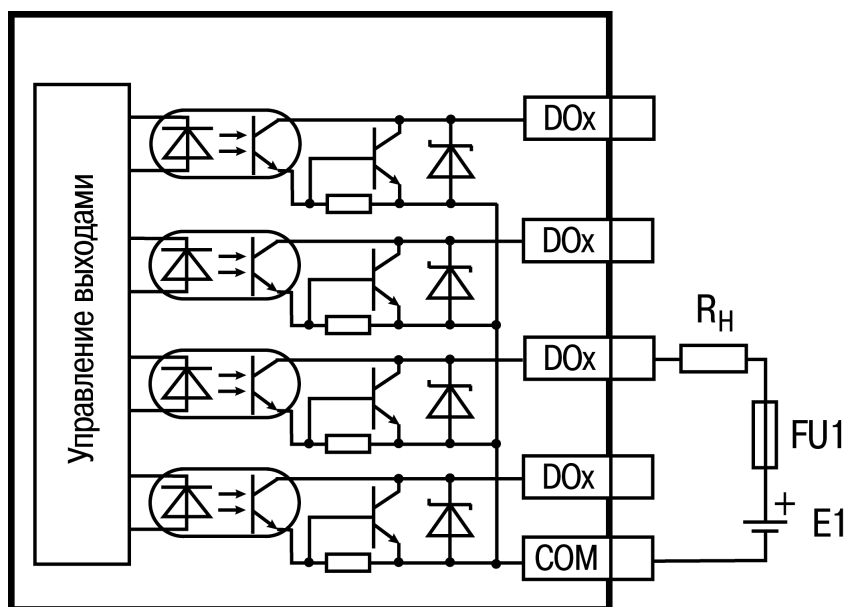 Управление выходами
DOx
DOx
DOx
DOx
COM
RH
FU1
+
E1